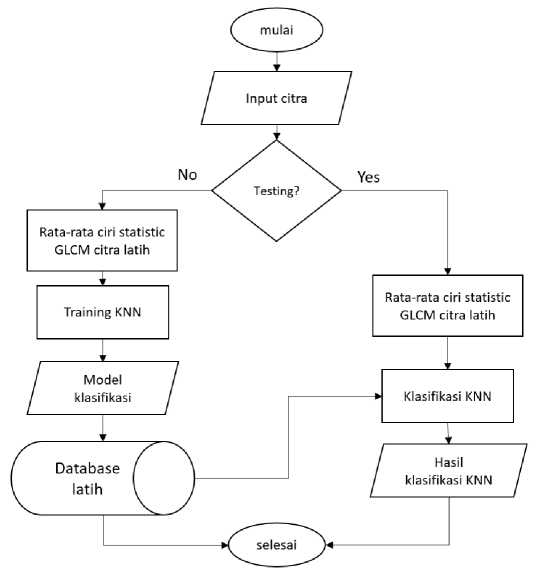 mulai
Input citra
Testing?
No
Yes
Rata-rata ciri statistic
GLCM citra latih
Training KNN
Model
klasifikasi
Database
latih
Rata-rata ciri statistic
GLCM citra latih
Klasifikasi KNN
Hasil
klasifikasi KNN
selesai